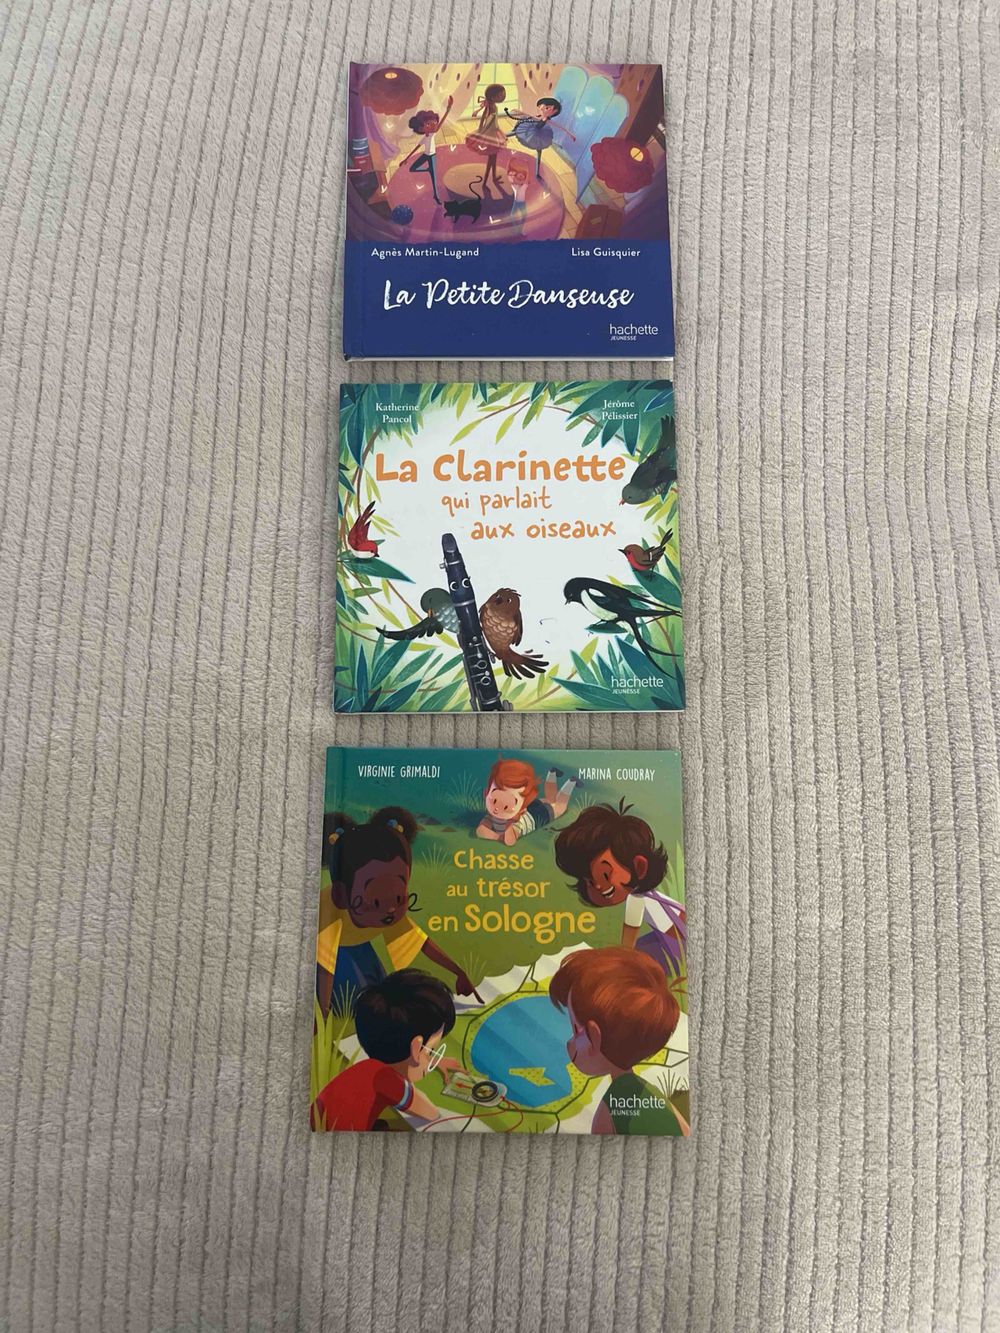 Agnès Martin-Lugand
Lisa Guisquier
La Petite Danseuse
hachette
JEUNESSE
Katherine
Pancol
Jérôme
Pélissier
La Clarinette
qui parlait
aux oiseaux
hachette
JEUNESSE
VIRGINIE GRIMALDI
MARINA COUDRAY
Chasse
au trésor
en Sologne
hachette
JEUNESSE